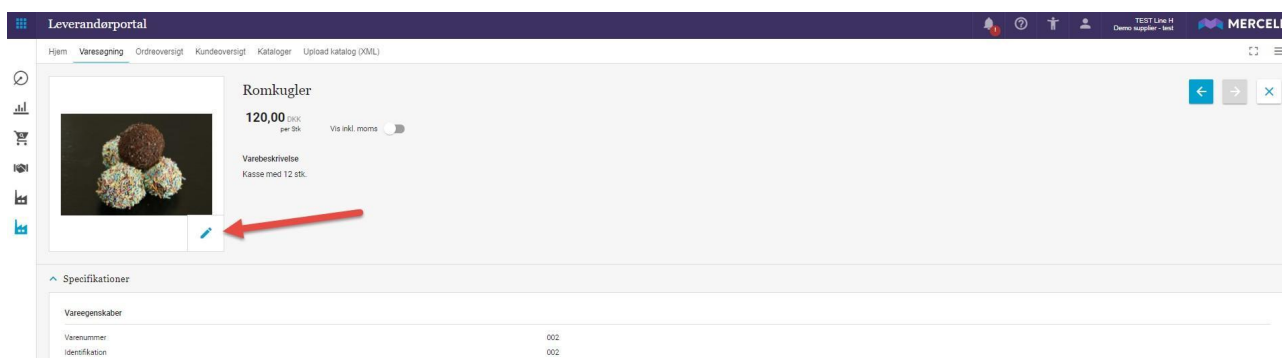 Leverandørportal
TEST Line H
Demo supplier - test
MERCELL
Hjem Varesøgning Ordreoversigt Kundeoversigt Kataloger Upload katalog (XML)
Romkugler
120,00 DKK
per Stk
Vis inkl. moms
Varebeskrivelse
Kasse med 12 stk.
Specifikationer
Vareegenskaber
Varenummer 002
Identifikation 002